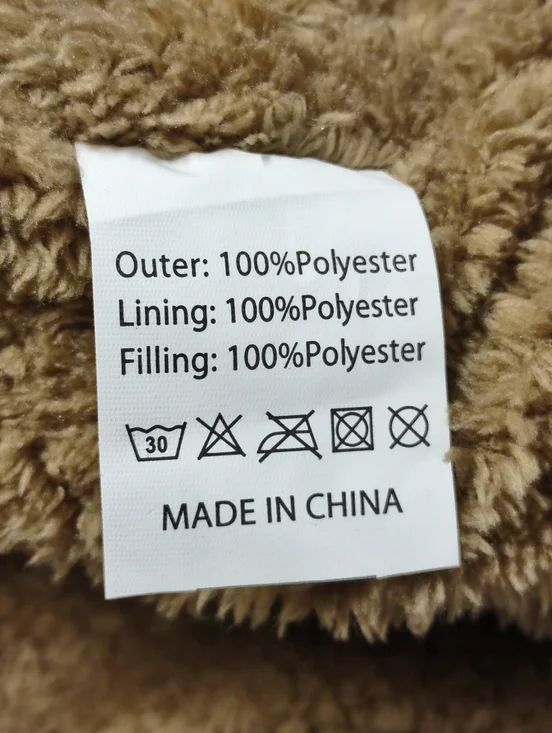 Outer: 100%Polyester
Lining: 100%Polyester
Filling: 100%Polyester
30
MADE IN CHINA